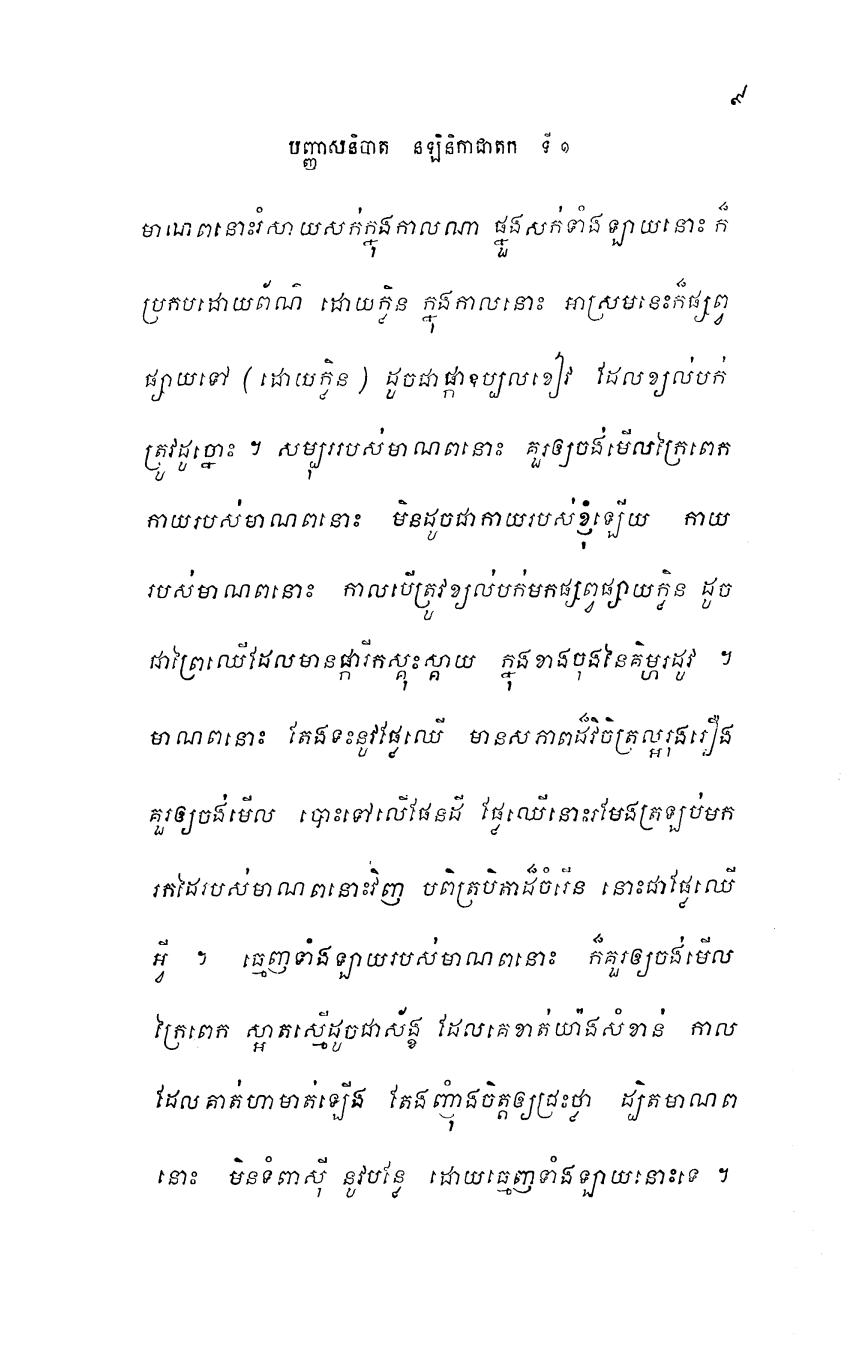 ៩
បញ្ញាសនិបាត នឡិនិកាជាតក ទី ១
មាណពនោះរំសាយសក់ក្នុងកាលណា ផ្នួងសក់ទាំងឡាយនោះ ក៏
ប្រកបដោយព័ណ៌ ដោយក្លិន ក្នុងកាលនោះ អាស្រមនេះក៏ផ្សព្វ
ផ្សាយទៅ (ដោយក្លិន) ដូចជាផ្កាឧប្បលខៀវ ដែលខ្យល់បក់
ត្រូវដូច្នោះ ។ សម្បុររបស់មាណពនោះ គួរឲ្យចង់មើលក្រៃពេក
កាយរបស់មាណពនោះ មិនដូចជាកាយរបស់ខ្ញុំឡើយ កាយ
របស់មាណពនោះ កាលបើត្រូវខ្យល់បក់មកផ្សព្វផ្សាយក្លិន ដូច
ជាព្រៃឈើដែលមានផ្ការីកស្គុះស្គាយ ក្នុងខាងចុងនៃគិម្ហរដូវ ។
មាណពនោះ តែងទះនូវផ្លែឈើ មានសភាពដ៏វិចិត្រល្អរុងរឿង
គួរឲ្យចង់មើល បោះទៅលើផែនដី ផ្លែឈើនោះរមែងត្រឡប់មក
រកដៃរបស់មាណពនោះវិញ បពិត្របិតាដ៏ចំរើន នោះជាផ្លែឈើ
អ្វី ។ ធ្មេញទាំងឡាយរបស់មាណពនោះ ក៏គួរឲ្យចង់មើល
ក្រៃពេក ស្អាតស្មើដូចជាស័ង្ខ ដែលគេខាត់យ៉ាងសំខាន់ កាល
ដែលគាត់ហាមាត់ឡើង តែងញ៉ុំាងចិត្តឲ្យជ្រះថ្លា ដ្បិតមាណព
នោះ មិនទំពាស៊ី នូវបន្លែ ដោយធ្មេញទាំងឡាយនោះទេ ។